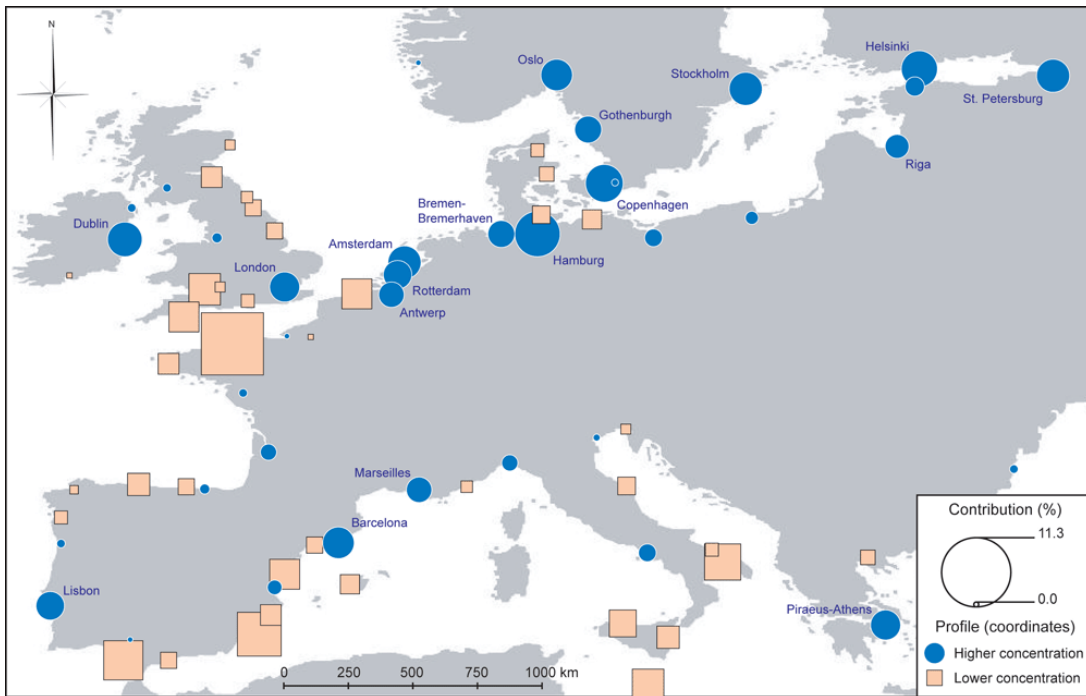 N
Oslo
Helsinki
Stockholm
St. Petersburg
Gothenburgh
Riga
Bremen-
Bremerhaven
Copenhagen
Dublin
Amsterdam
Hamburg
London
Rotterdam
Antwerp
Marseilles
Barcelona
Lisbon
Piraeus-Athens
0 250 500 750 1000 km
Contribution (%)
11.3
0.0
Profile (coordinates)
Higher concentration
Lower concentration